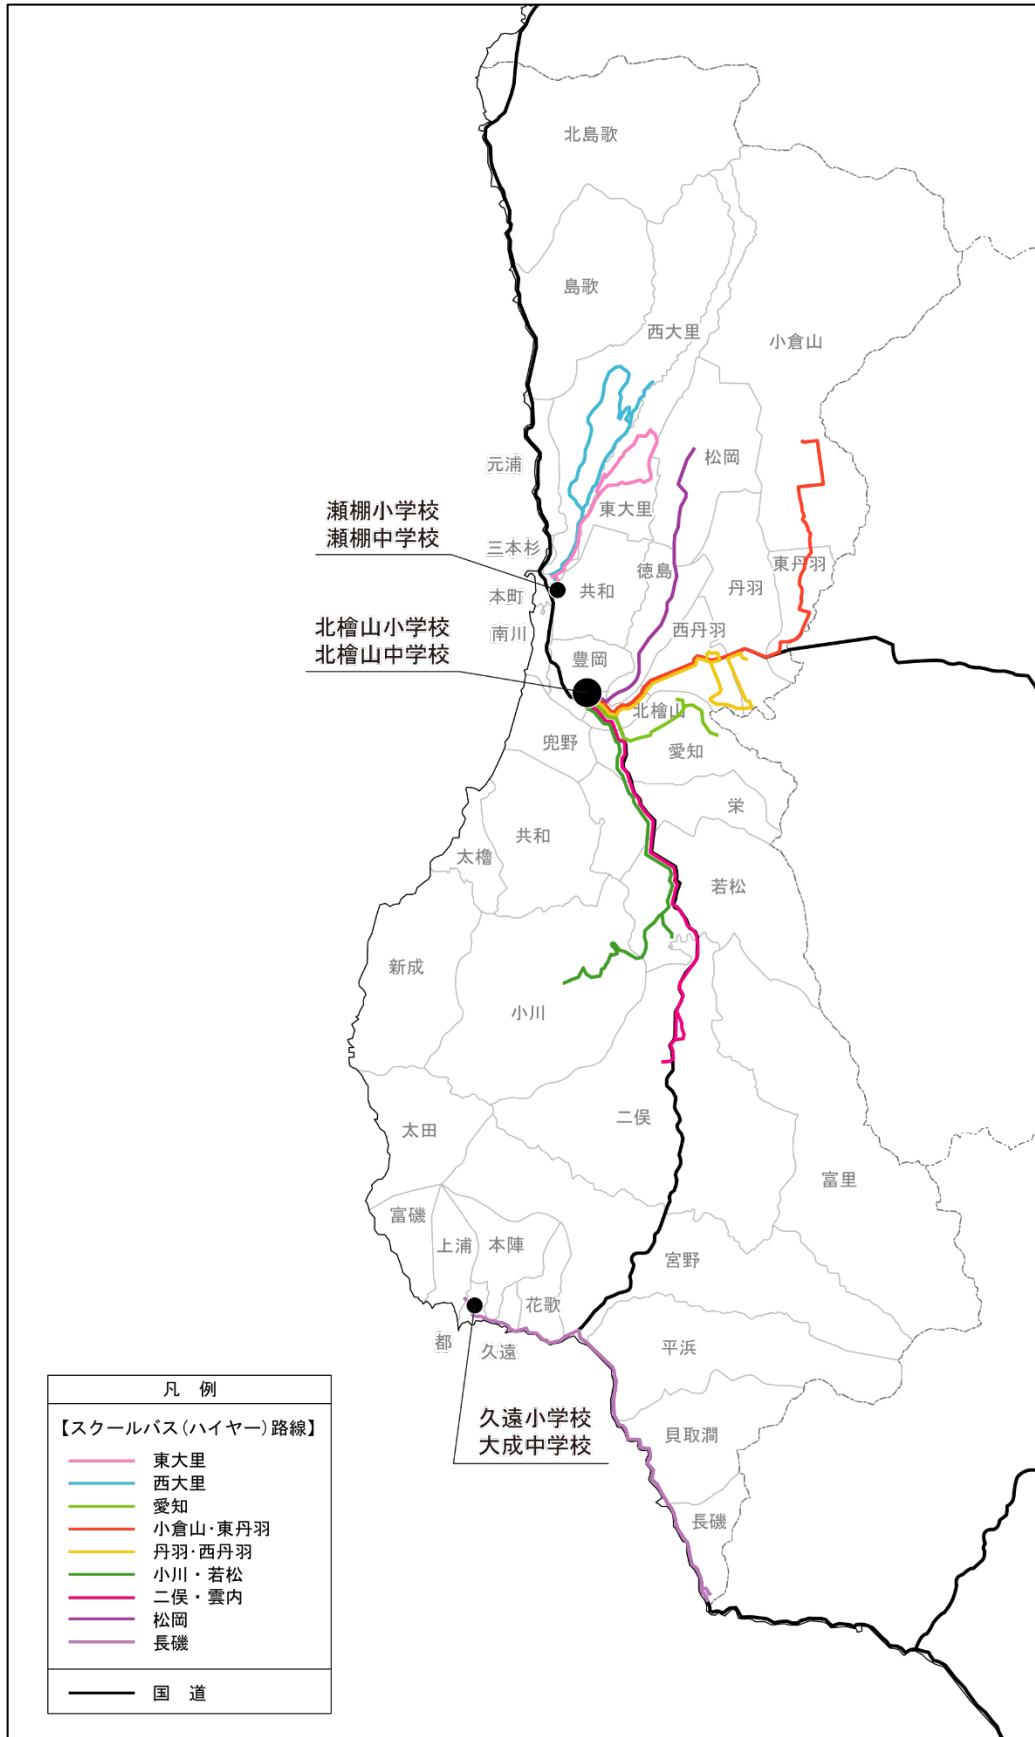 北島歌
島歌
西大里
小倉山
元浦
松岡
瀬棚小学校
瀬棚中学校
東大里
三本杉
徳島
東丹羽
共和
丹羽
本町
南川
西丹羽
北檜山小学校
北檜山中学校
豊岡
北檜山
兜野
愛知
栄
共和
太櫓
若松
新成
小川
二俣
太田
富里
富磯
上浦
本陣
宮野
花歌
都
久遠
平浜
久遠小学校
大成中学校
貝取澗
長磯
凡 例
【スクールバス(ハイヤー)路線】
東大里
西大里
愛知
小倉山・東丹羽
丹羽・西丹羽
小川・若松
二俣・雲内
松岡
長磯
国 道